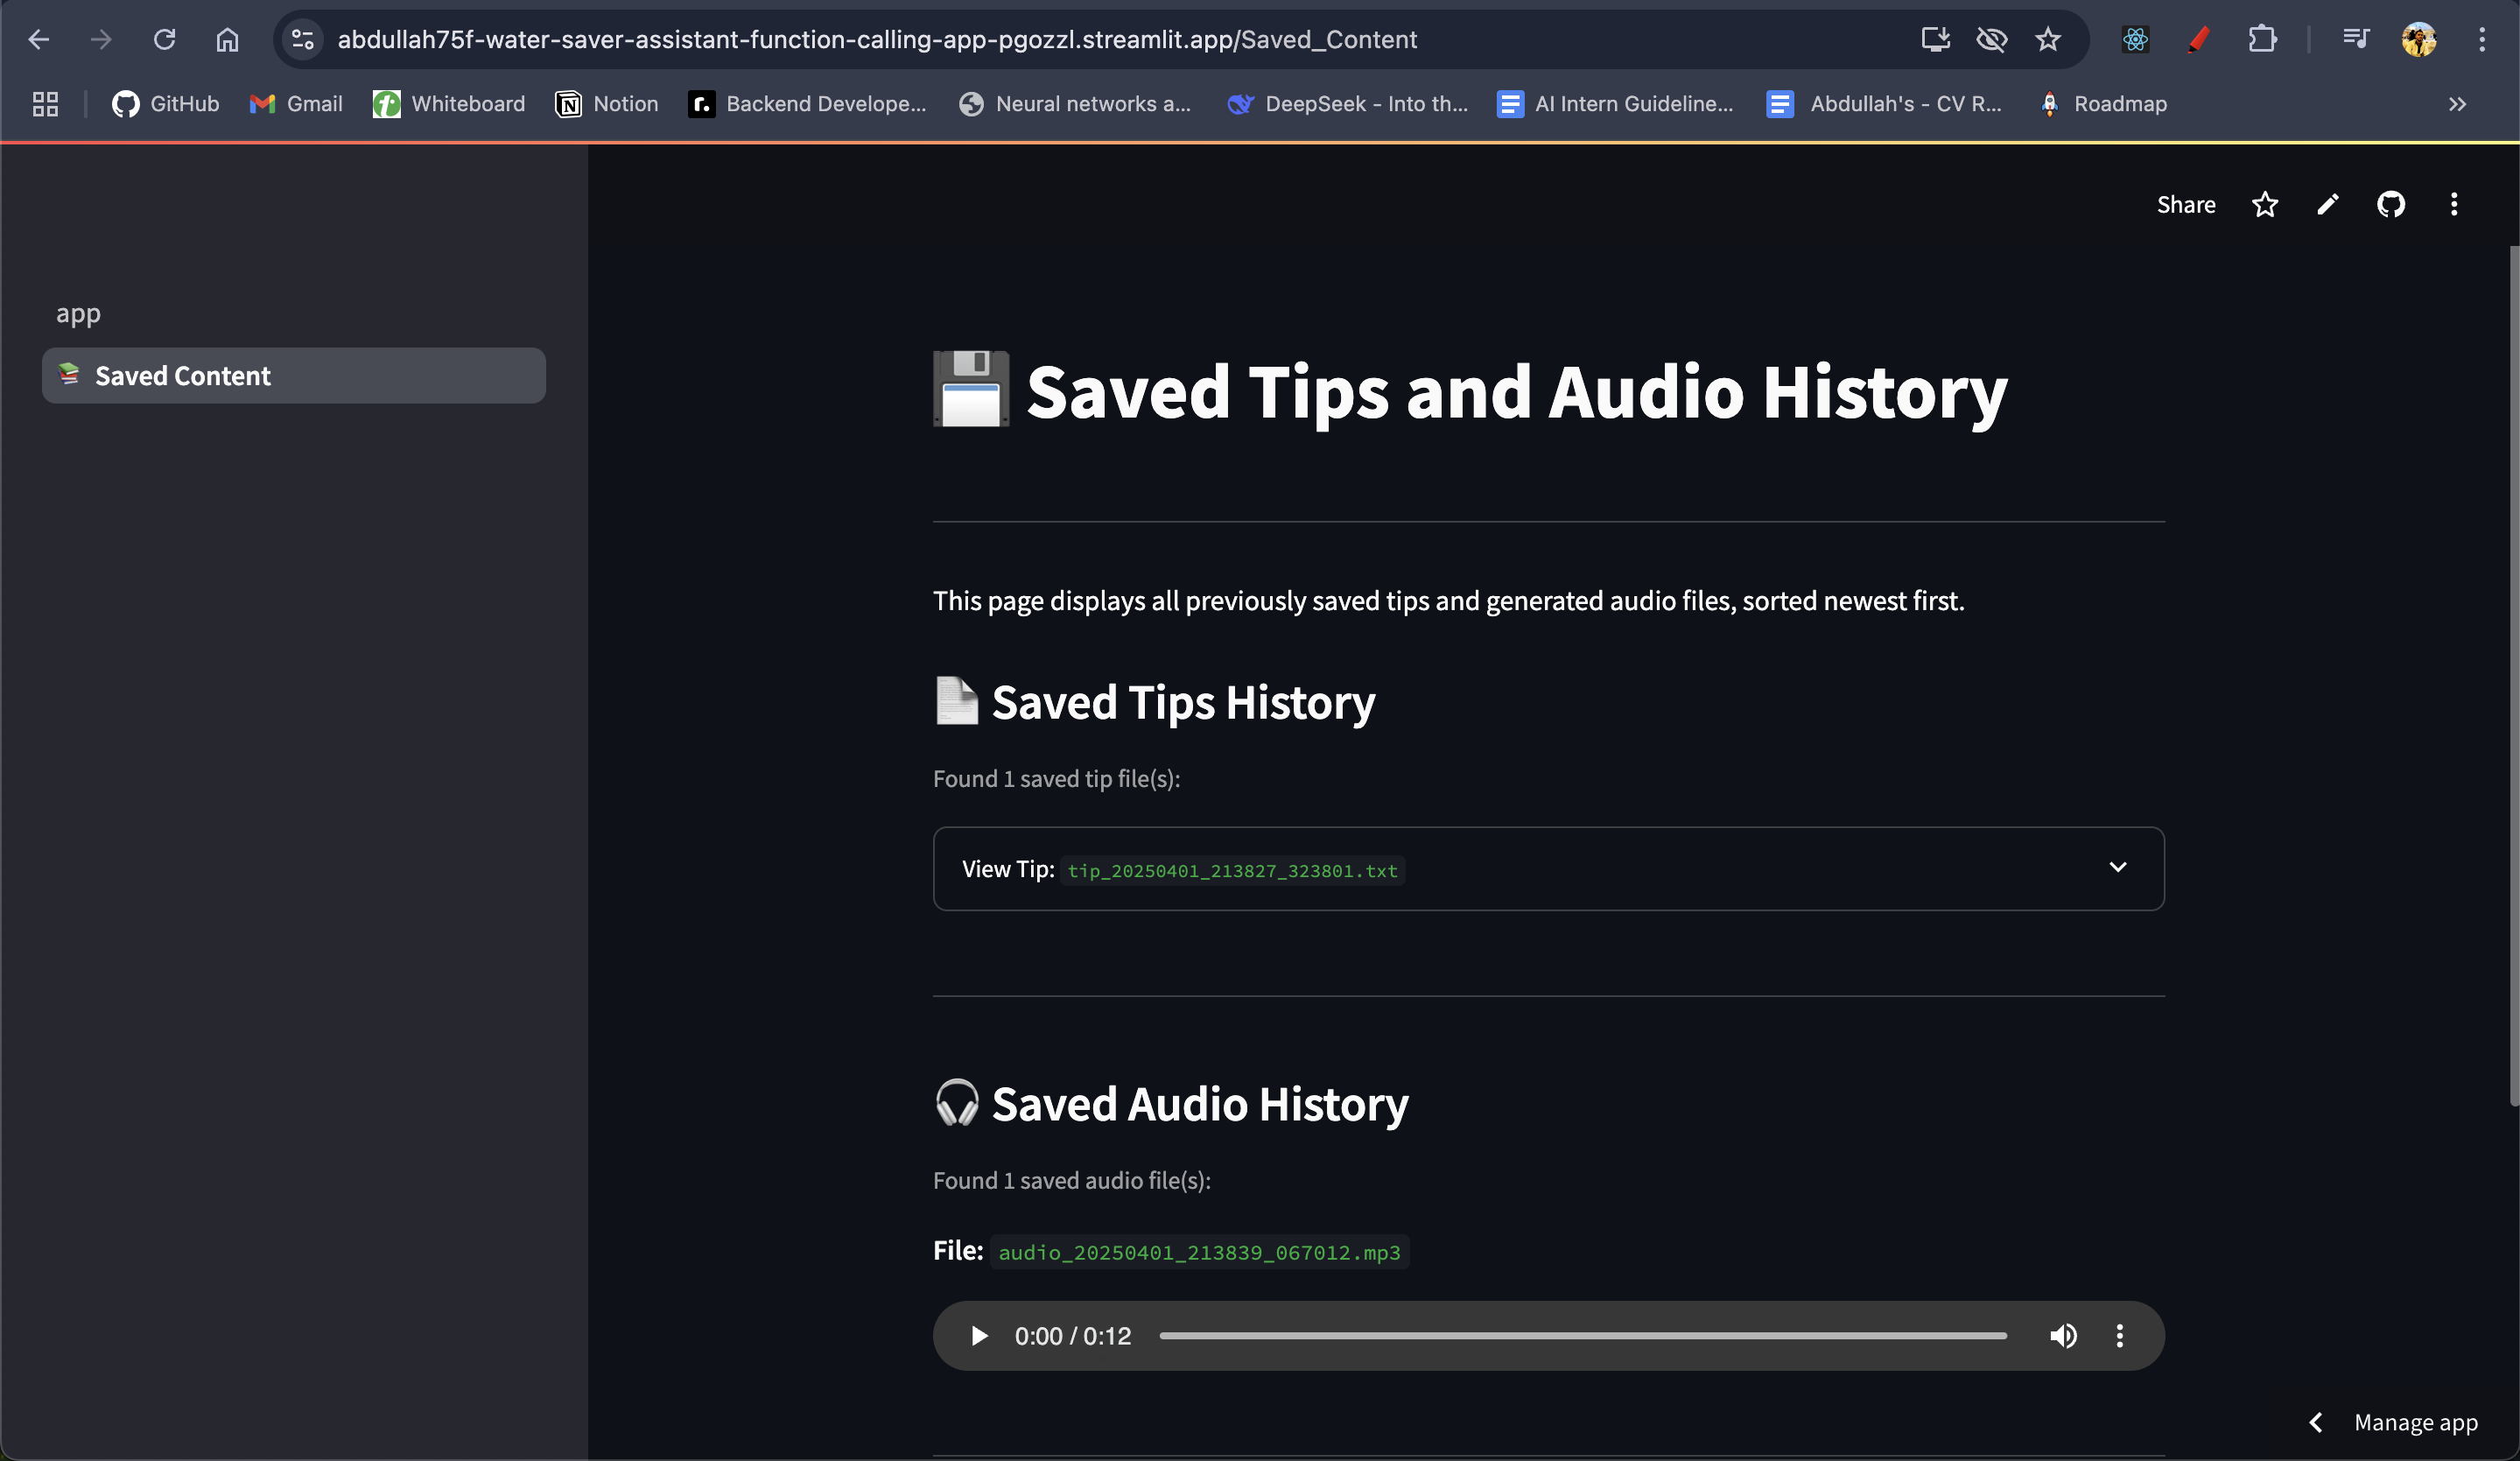 abdullah75f-water-saver-assistant-function-calling-app-pgozzl.streamlit.app/Saved_Content
GitHub
Gmail
Whiteboard
Notion
Backend Develope...
Neural networks a...
DeepSeek - Into th...
AI Intern Guideline...
Abdullah's - CV R...
Roadmap
Share
app
Saved Content
Saved Tips and Audio History
This page displays all previously saved tips and generated audio files, sorted newest first.
Saved Tips History
Found 1 saved tip file(s):
View Tip: tip_20250401_213827_323801.txt
Saved Audio History
Found 1 saved audio file(s):
File: audio_20250401_213839_067012.mp3
0:00 / 0:12
Manage app